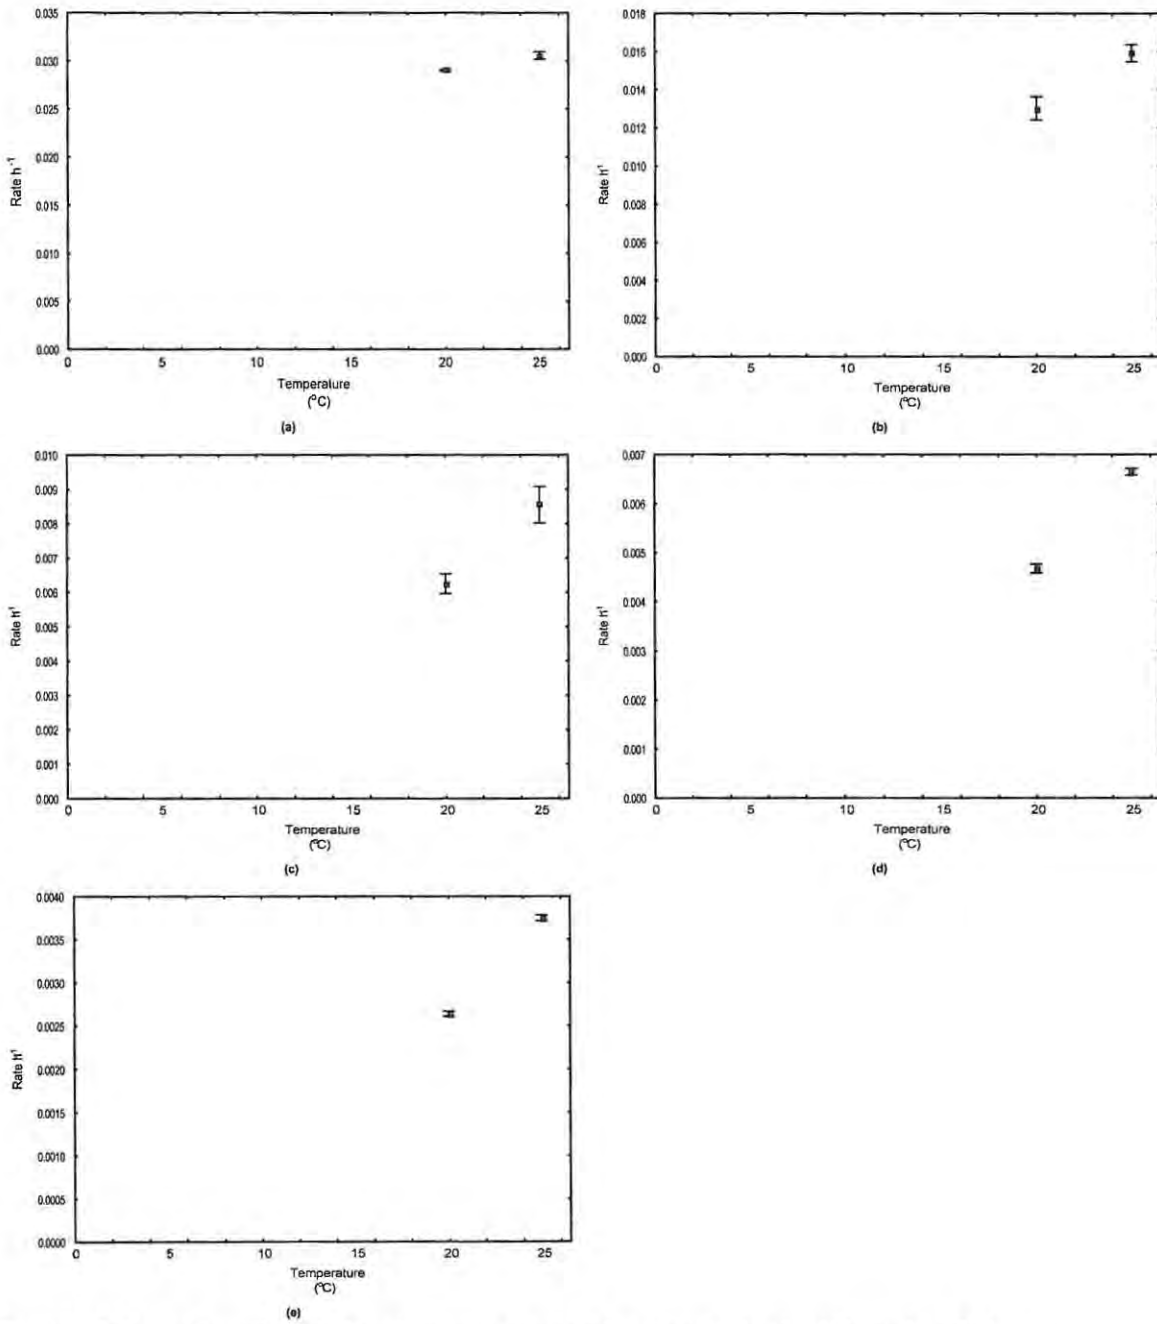 0.035
0.030
0.025
0.020
0.015
0.010
0.005
0.000
Rate h⁻¹
0 5 10 15 20 25
Temperature
(°C)
(a)
0.018
0.016
0.014
0.012
0.010
0.008
0.006
0.004
0.002
0.000
Rate h¹
0 5 10 15 20 25
Temperature
(°C)
(b)
0.010
0.009
0.008
0.007
0.006
0.005
0.004
0.003
0.002
0.001
0.000
Rate h¹
0 5 10 15 20 25
Temperature
(°C)
(c)
0.007
0.006
0.005
0.004
0.003
0.002
0.001
0.000
Rate h¹
0 5 10 15 20 25
Temperature
(°C)
(d)
0.0040
0.0035
0.0030
0.0025
0.0020
0.0015
0.0010
0.0005
0.0000
Rate h¹
0 5 10 15 20 25
Temperature
(°C)
(e)